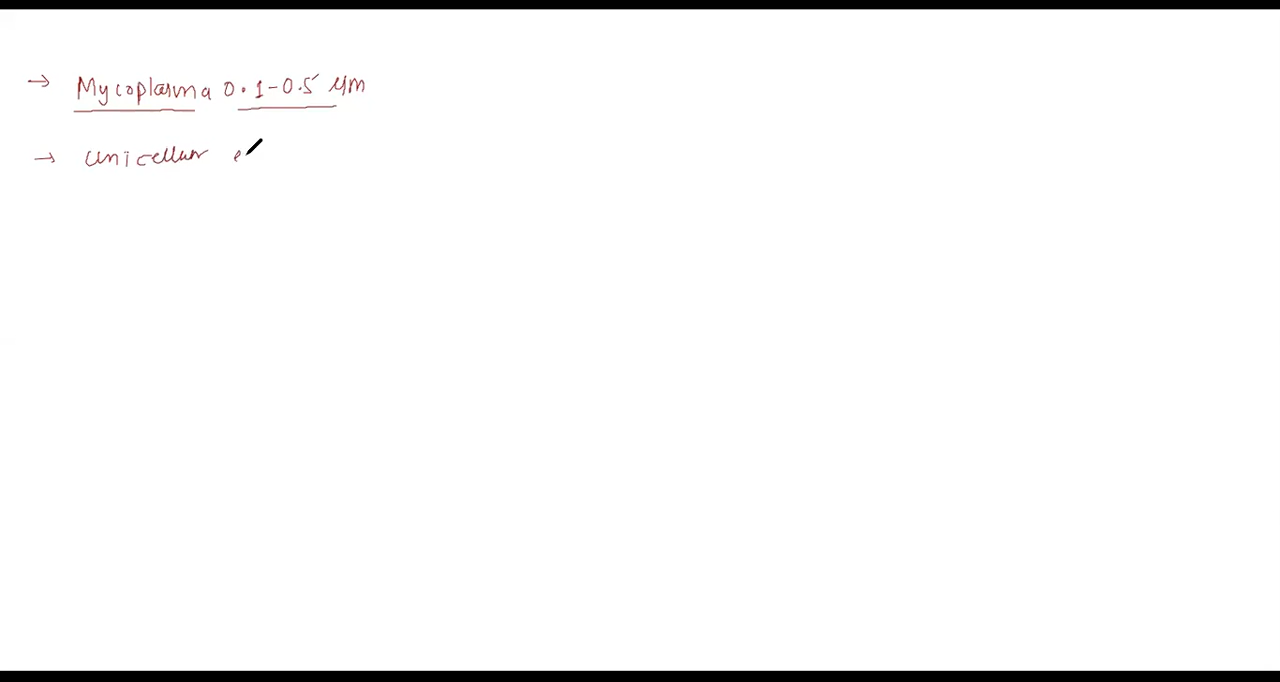 → Mycoplasma 0.1-0.5 μm
→ unicellular